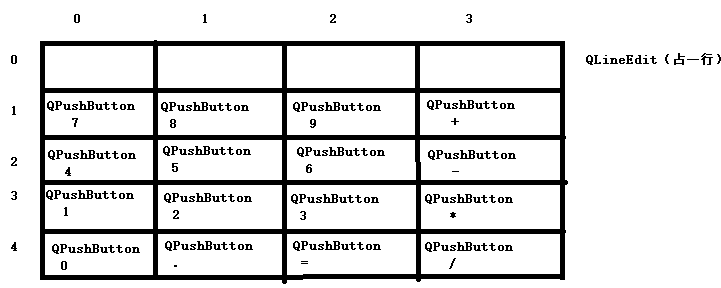 0 1 2 3
0 QLineEdit（占一行）
1 QPushButton QPushButton QPushButton QPushButton
7 8 9 +
2 QPushButton QPushButton QPushButton QPushButton
4 5 6 -
3 QPushButton QPushButton QPushButton QPushButton
1 2 3 *
4 QPushButton QPushButton QPushButton QPushButton
0 . = /